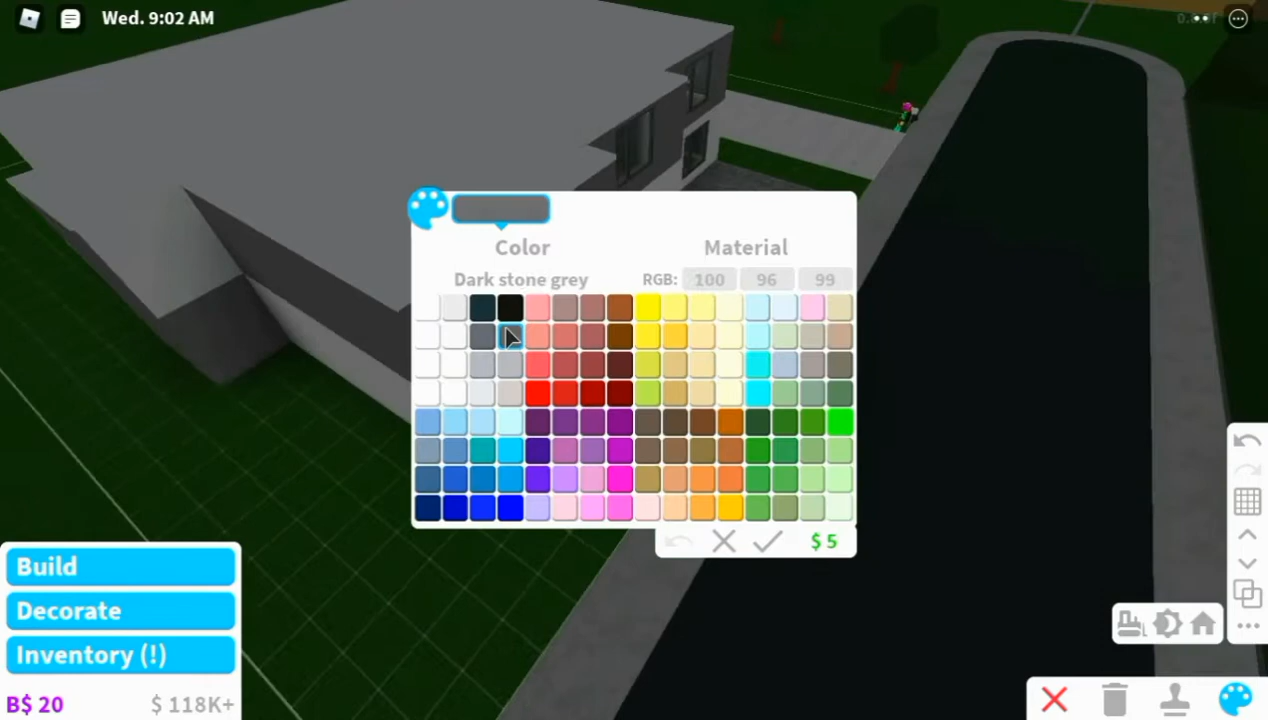 Wed. 9:02 AM
Color
Material
Dark stone grey
RGB: 100 96 99
$ 5
Build
Decorate
Inventory (!)
B$ 20
$ 118K+